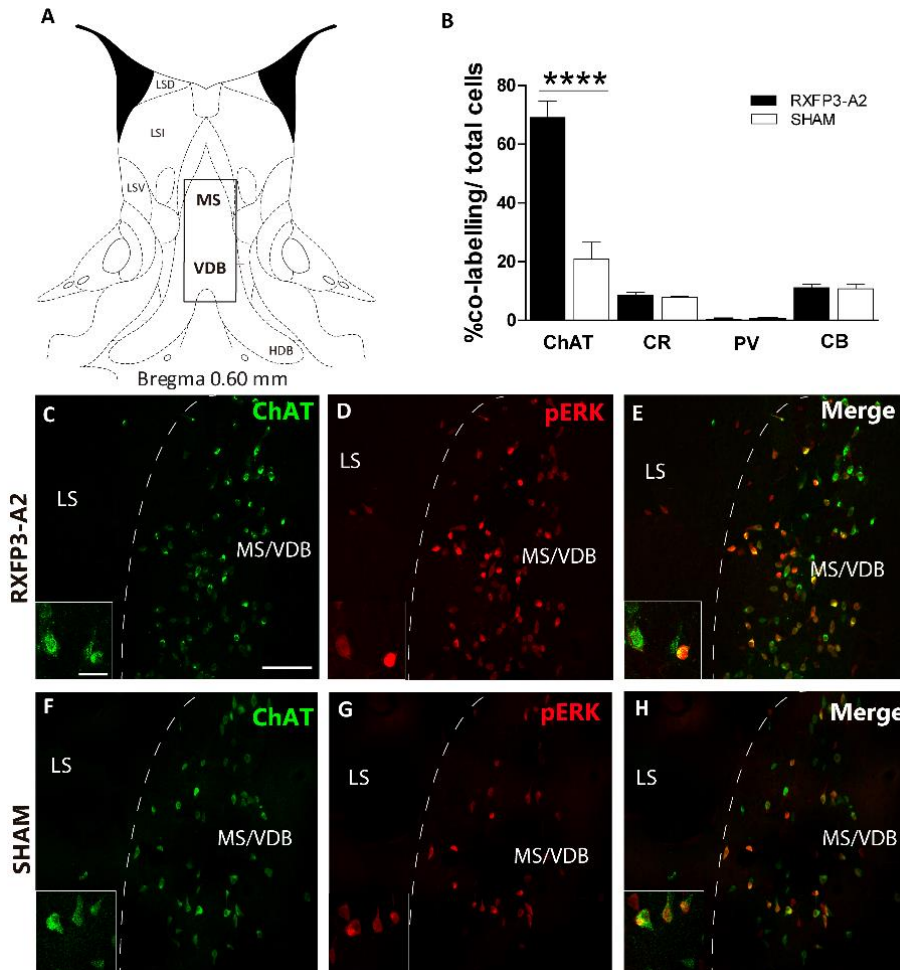 A
LSD
LSI
LSV
MS
VDB
HDB
Bregma 0.60 mm
B
%co-labelling/ total cells
80
60
40
20
0
****
RXFP3-A2
SHAM
ChAT CR PV CB
RXFP3-A2
C ChAT
LS
MS/VDB
D pERK
LS
MS/VDB
E Merge
LS
MS/VDB
SHAM
F ChAT
LS
MS/VDB
G pERK
LS
MS/VDB
H Merge
LS
MS/VDB